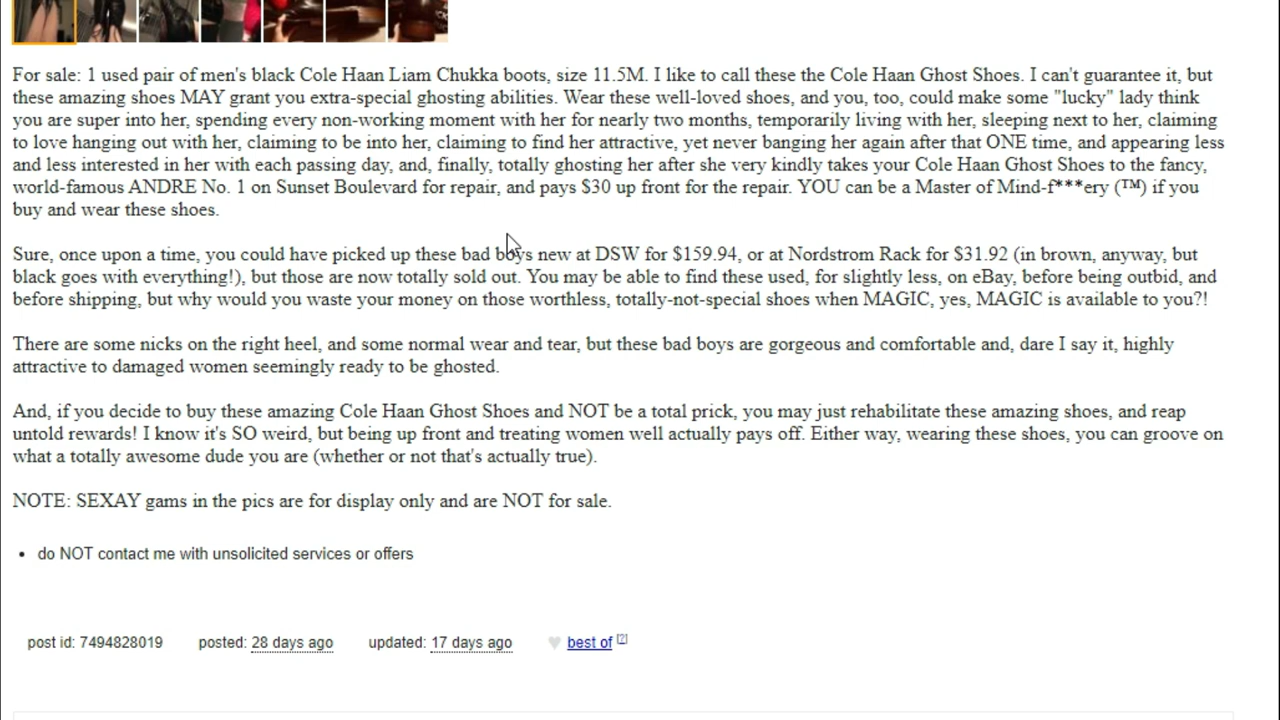 For sale: 1 used pair of men's black Cole Haan Liam Chukka boots, size 11.5M. I like to call these the Cole Haan Ghost Shoes. I can't guarantee it, but
these amazing shoes MAY grant you extra-special ghosting abilities. Wear these well-loved shoes, and you, too, could make some "lucky" lady think
you are super into her, spending every non-working moment with her for nearly two months, temporarily living with her, sleeping next to her, claiming
to love hanging out with her, claiming to be into her, claiming to find her attractive, yet never banging her again after that ONE time, and appearing less
and less interested in her with each passing day, and, finally, totally ghosting her after she very kindly takes your Cole Haan Ghost Shoes to the fancy,
world-famous ANDRE No. 1 on Sunset Boulevard for repair, and pays $30 up front for the repair. YOU can be a Master of Mind-f***ery (™) if you
buy and wear these shoes.
Sure, once upon a time, you could have picked up these bad boys new at DSW for $159.94, or at Nordstrom Rack for $31.92 (in brown, anyway, but
black goes with everything!), but those are now totally sold out. You may be able to find these used, for slightly less, on eBay, before being outbid, and
before shipping, but why would you waste your money on those worthless, totally-not-special shoes when MAGIC, yes, MAGIC is available to you?!
There are some nicks on the right heel, and some normal wear and tear, but these bad boys are gorgeous and comfortable and, dare I say it, highly
attractive to damaged women seemingly ready to be ghosted.
And, if you decide to buy these amazing Cole Haan Ghost Shoes and NOT be a total prick, you may just rehabilitate these amazing shoes, and reap
untold rewards! I know it's SO weird, but being up front and treating women well actually pays off. Either way, wearing these shoes, you can groove on
what a totally awesome dude you are (whether or not that's actually true).
NOTE: SEXAY gams in the pics are for display only and are NOT for sale.
• do NOT contact me with unsolicited services or offers
post id: 7494828019 posted: 28 days ago updated: 17 days ago ♥ best of [?]